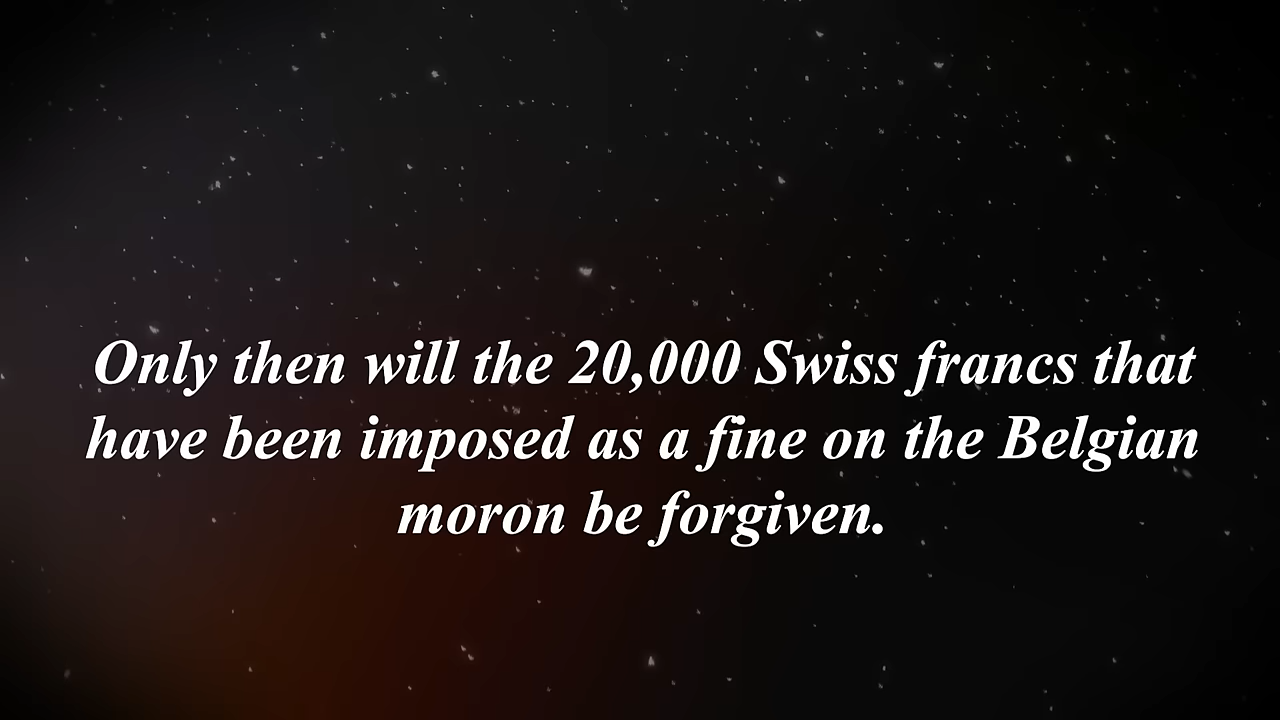 Only then will the 20,000 Swiss francs that
have been imposed as a fine on the Belgian
moron be forgiven.